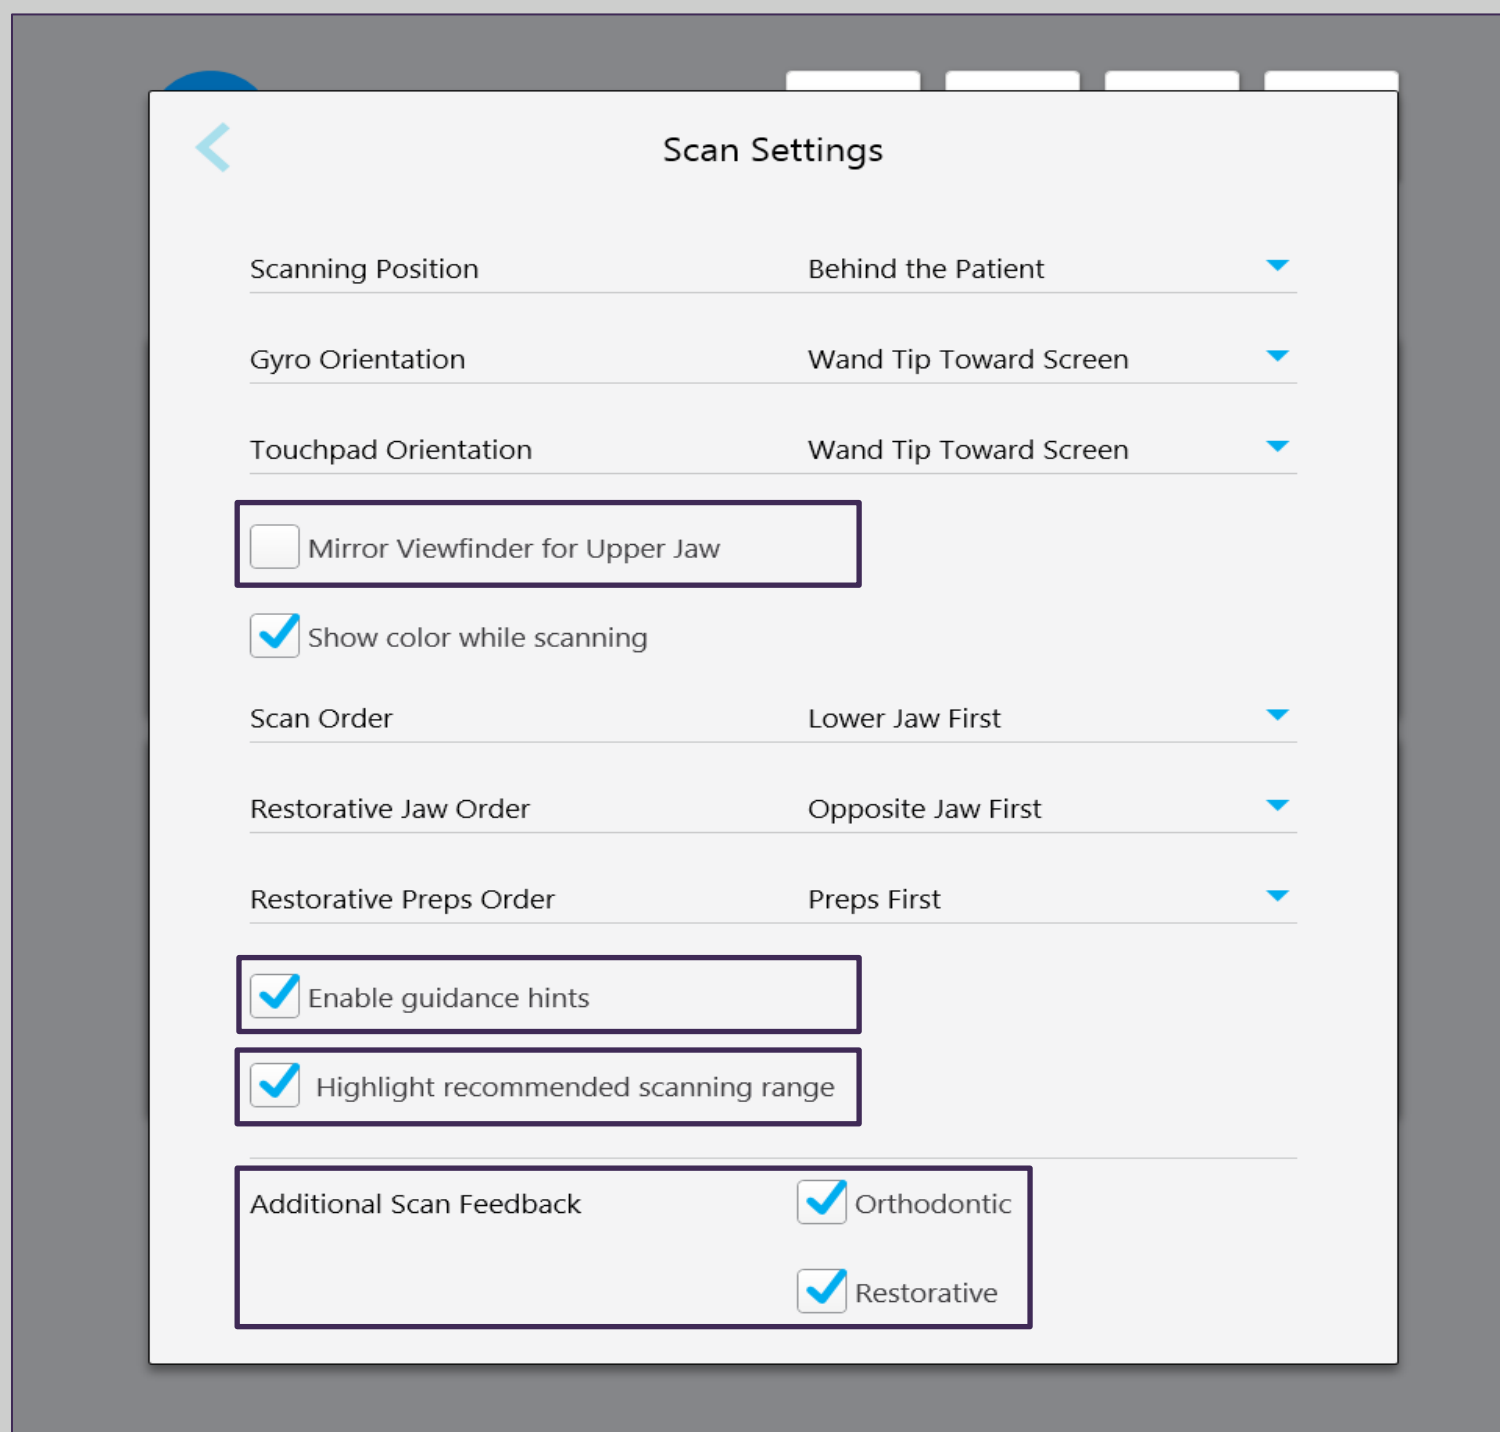 Scan Settings
Scanning Position Behind the Patient
Gyro Orientation Wand Tip Toward Screen
Touchpad Orientation Wand Tip Toward Screen
Mirror Viewfinder for Upper Jaw
Show color while scanning
Scan Order Lower Jaw First
Restorative Jaw Order Opposite Jaw First
Restorative Preps Order Preps First
Enable guidance hints
Highlight recommended scanning range
Additional Scan Feedback Orthodontic
Restorative